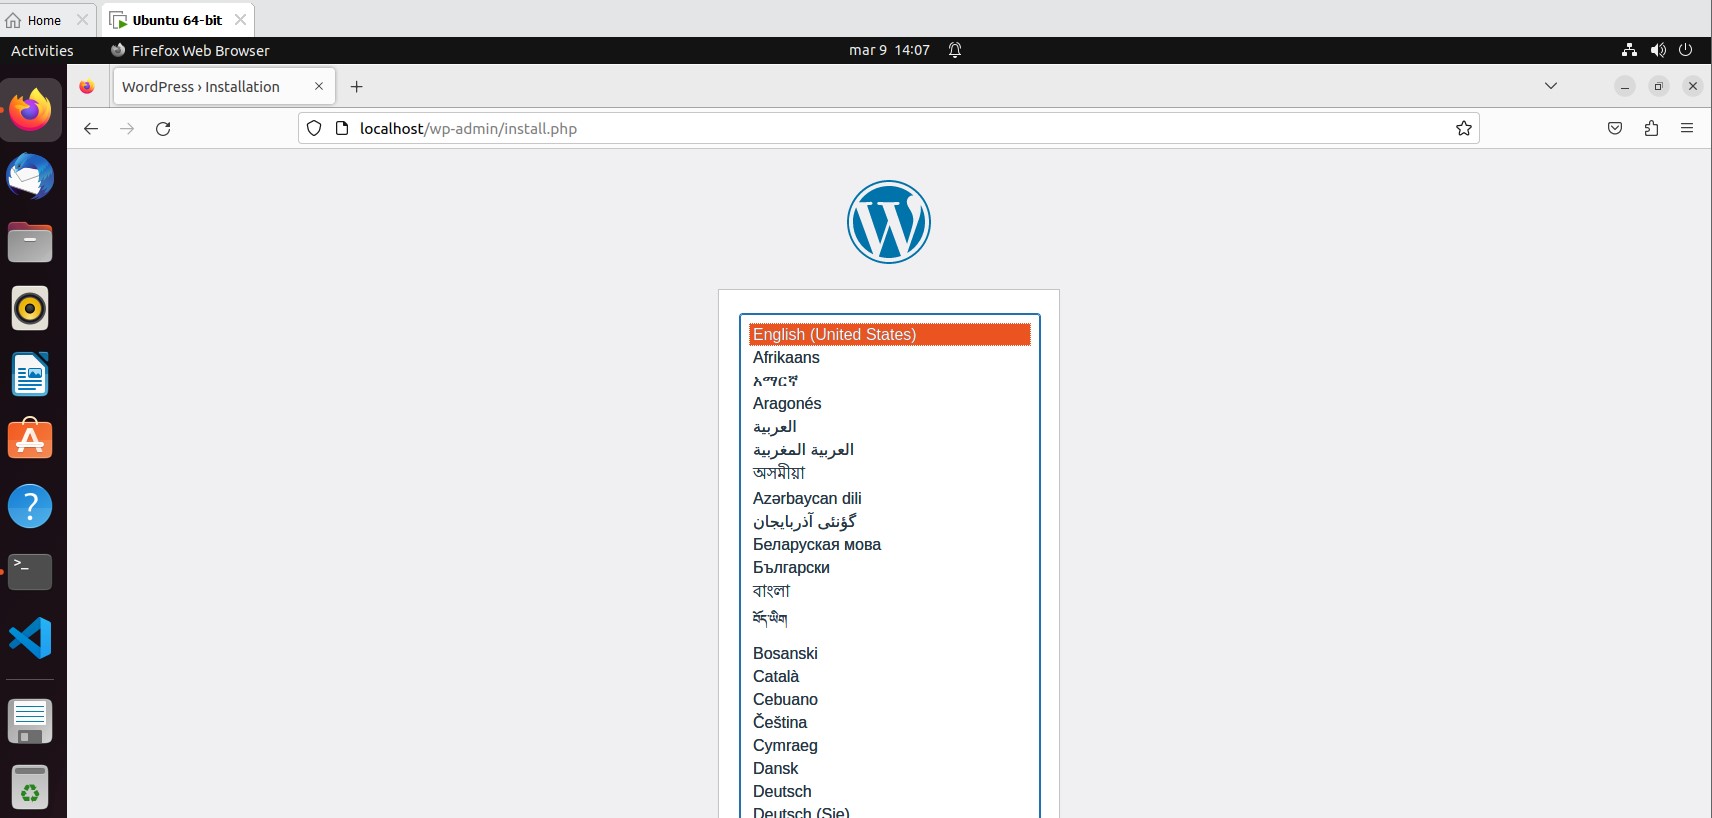 Home
Ubuntu 64-bit
Activities
Firefox Web Browser
mar 9 14:07
WordPress › Installation
localhost/wp-admin/install.php
English (United States)
Afrikaans
አማርኛ
Aragonés
العربية
العربية المغربية
অসমীয়া
Azərbaycan dili
گؤنئی آذربایجان
Беларуская мова
Български
বাংলা
བོད་ཡིག
Bosanski
Català
Cebuano
Čeština
Cymraeg
Dansk
Deutsch
Deutsch (Sie)